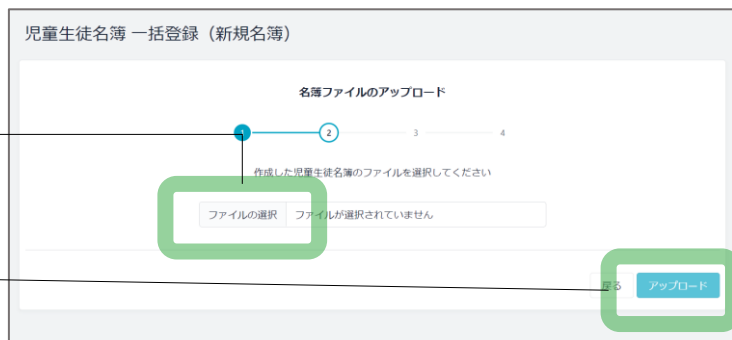 児童生徒名簿 一括登録（新規名簿）
名簿ファイルのアップロード
1 2 3 4
作成した児童生徒名簿のファイルを選択してください
ファイルの選択 ファイルが選択されていません
戻る アップロード